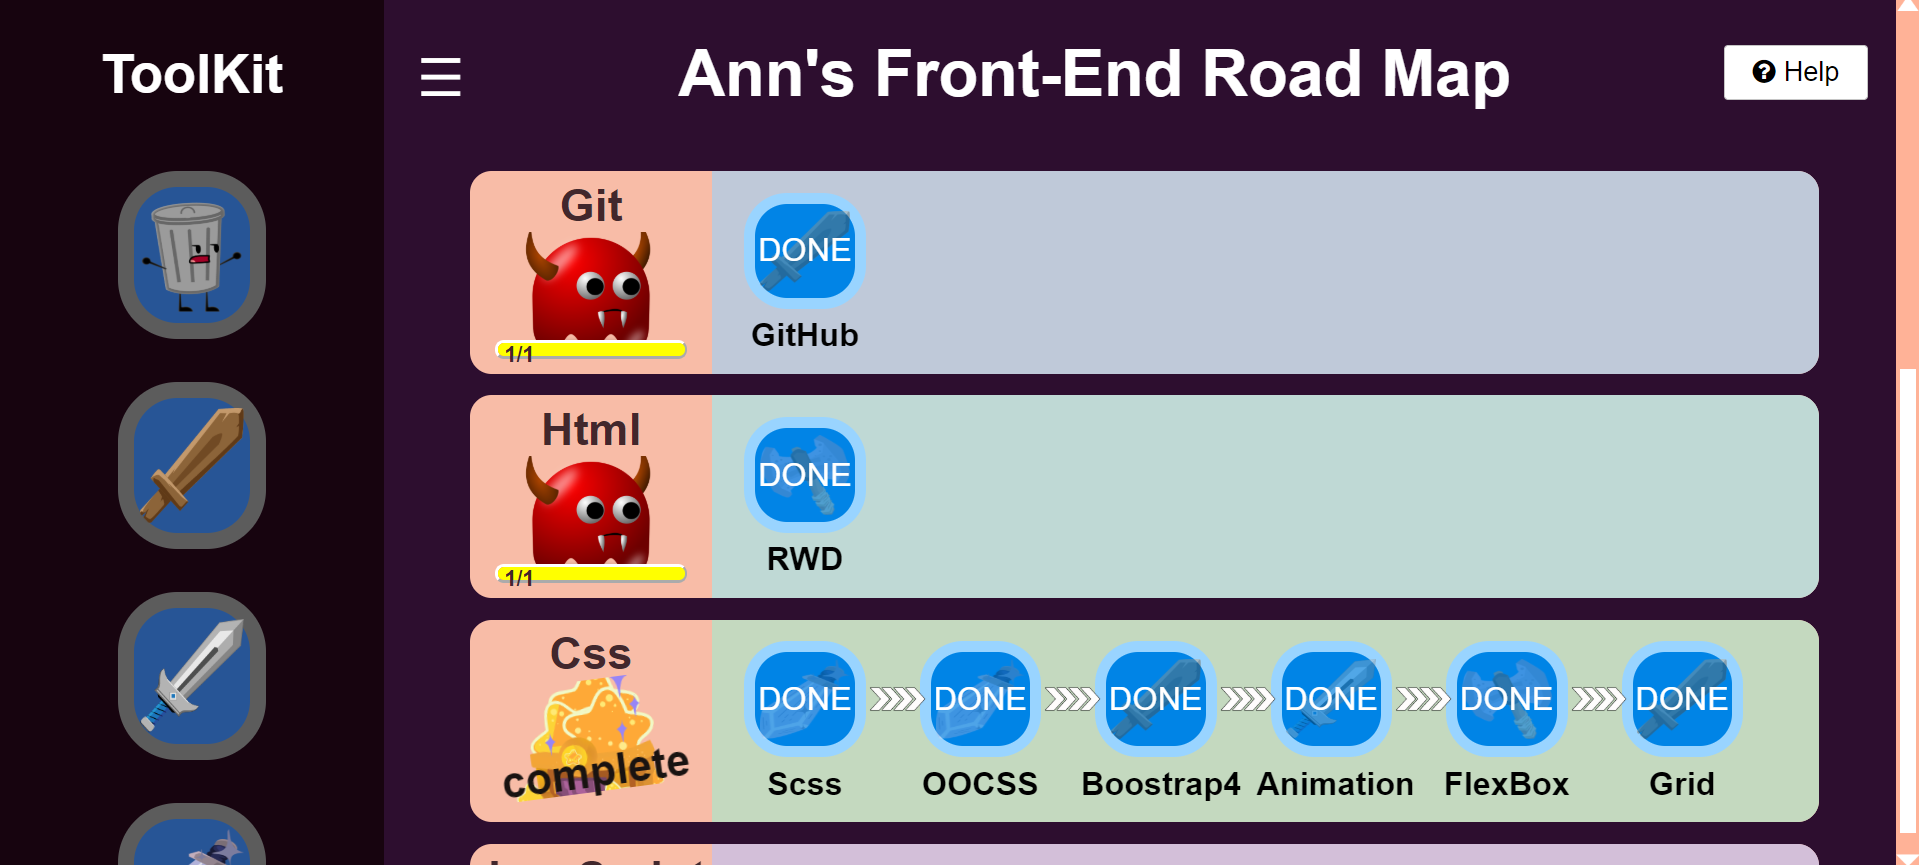 ToolKit
Ann's Front-End Road Map
Help
Git
1/1
DONE
GitHub
Html
1/1
DONE
RWD
Css
complete
DONE DONE DONE DONE DONE DONE
Scss OOCSS Boostrap4 Animation FlexBox Grid